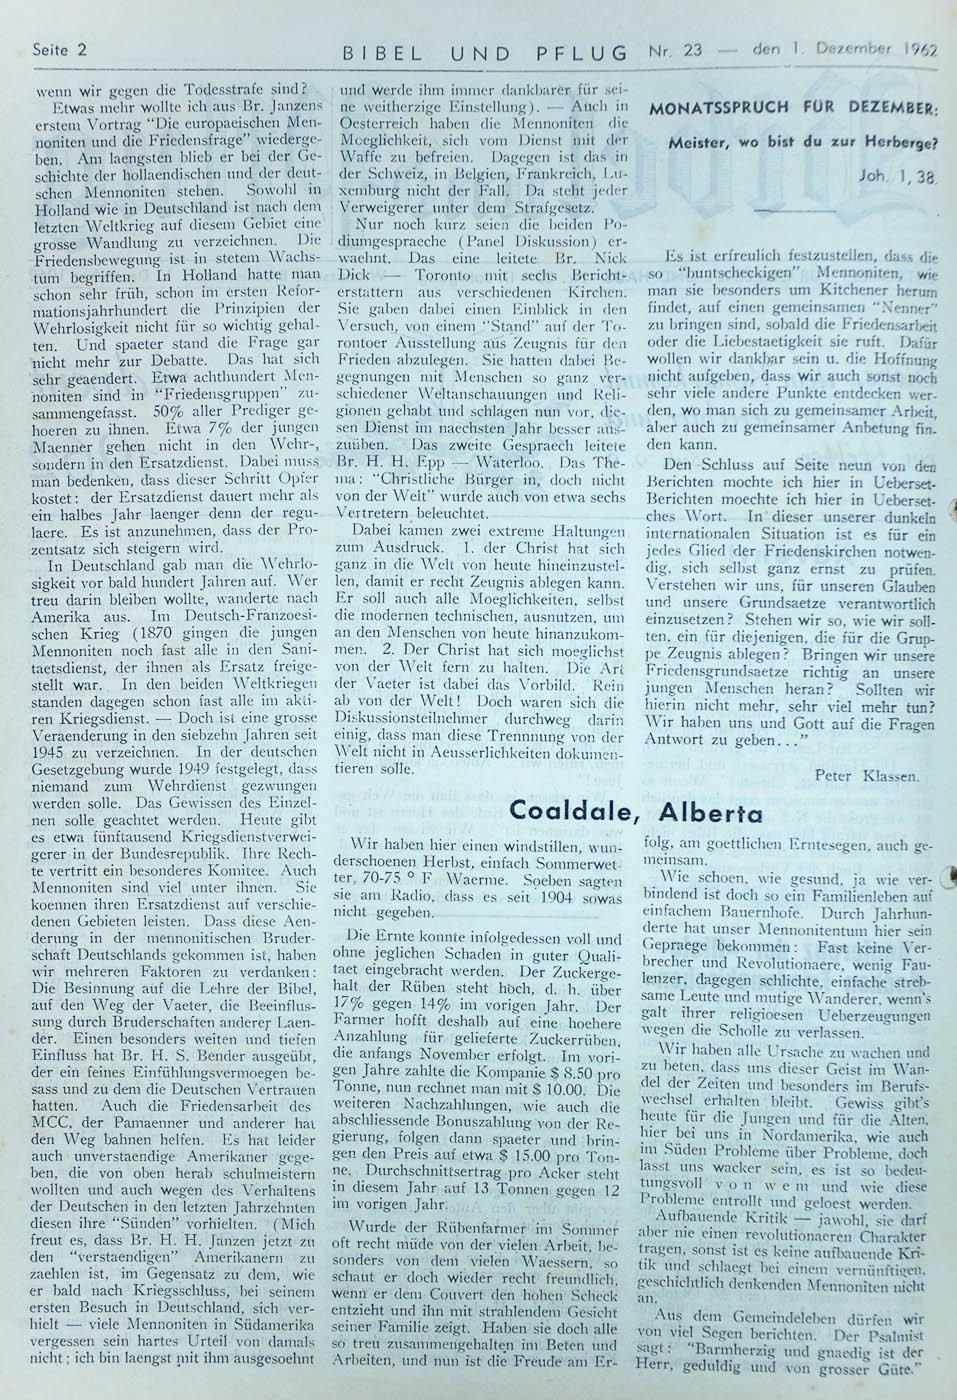 Seite 2
BIBEL UND PFLUG
Nr. 23 — den 1. Dezember 1962
wenn wir gegen die Todesstrafe sind?
Etwas mehr wollte ich aus Br. Janzens
erstem Vortrag "Die europaeischen Men-
noniten und die Friedensfrage" wiederge-
ben. Am laengsten blieb er bei der Ge-
schichte der hollaendischen und der deut-
schen Mennoniten stehen. Sowohl in
Holland wie in Deutschland ist nach dem
letzten Weltkrieg auf diesem Gebiet eine
grosse Wandlung zu verzeichnen. Die
Friedensbewegung ist in stetem Wachs-
tum begriffen. In Holland hatte man
schon sehr früh, schon im ersten Refor-
mationsjahrhundert die Prinzipien der
Wehrlosigkeit nicht für so wichtig gehal-
ten. Und spaeter stand die Frage gar
nicht mehr zur Debatte. Das hat sich
sehr geaendert. Etwa achthundert Men-
noniten sind in "Friedensgruppen" zu-
sammengefasst. 50% aller Prediger ge-
hoeren zu ihnen. Etwa 7% der jungen
Maenner gehen nicht in den Wehr-,
sondern in den Ersatzdienst. Dabei muss
man bedenken, dass dieser Schritt Opfer
kostet: der Ersatzdienst dauert mehr als
ein halbes Jahr laenger denn der regu-
laere. Es ist anzunehmen, dass der Pro-
zentsatz sich steigern wird.
In Deutschland gab man die Wehrlo-
sigkeit vor bald hundert Jahren auf. Wer
treu darin bleiben wollte, wanderte nach
Amerika aus. Im Deutsch-Franzoesi-
schen Krieg (1870 gingen die jungen
Mennoniten noch fast alle in den Sani-
taetsdienst, der ihnen als Ersatz freige-
stellt war. In den beiden Weltkriegen
standen dagegen schon fast alle im akti-
ren Kriegsdienst. — Doch ist eine grosse
Veraenderung in den siebzehn Jahren seit
1945 zu verzeichnen. In der deutschen
Gesetzgebung wurde 1949 festgelegt, dass
niemand zum Wehrdienst gezwungen
werden solle. Das Gewissen des Einzel-
nen solle geachtet werden. Heute gibt
es etwa fünftausend Kriegsdienstverwei-
gerer in der Bundesrepublik. Ihre Rech-
te vertritt ein besonderes Komitee. Auch
Mennoniten sind viel unter ihnen. Sie
koennen ihren Ersatzdienst auf verschie-
denen Gebieten leisten. Dass diese Aen-
derung in der mennonitischen Bruder-
schaft Deutschlands gekommen ist, haben
wir mehreren Faktoren zu verdanken:
Die Besinnung auf die Lehre der Bibel,
auf den Weg der Vaeter, die Beeinflus-
sung durch Bruderschaften anderer Laen-
der. Einen besonders weiten und tiefen
Einfluss hat Br. H. S. Bender ausgeübt,
der ein feines Einfühlungsvermoegen be-
sass und zu dem die Deutschen Vertrauen
hatten. Auch die Friedensarbeit des
MCC, der Pamaenner und anderer hat
den Weg bahnen helfen. Es hat leider
auch unverstaendige Amerikaner gege-
ben, die von oben herab schulmeistern
wollten und auch wegen des Verhaltens
der Deutschen in den letzten Jahrzehnten
diesen ihre "Sünden" vorhielten. (Mich
freut es, dass Br. H. H. Janzen jetzt zu
den "verstaendigen" Amerikanern zu
zaehlen ist, im Gegensatz zu dem, wie
er bald nach Kriegsschluss, bei seinem
ersten Besuch in Deutschland, sich ver-
hielt — viele Mennoniten in Südamerika
vergessen sein hartes Urteil von damals
nicht; ich bin laengst mit ihm ausgesoehnt
und werde ihm immer dankbarer für sei-
ne weitherzige Einstellung). — Auch in
Oesterreich haben die Mennoniten die
Moeglichkeit, sich vom Dienst mit der
Waffe zu befreien. Dagegen ist das in
der Schweiz, in Belgien, Frankreich, Lu-
xemburg nicht der Fall. Da steht jeder
Verweigerer unter dem Strafgesetz.
Nur noch kurz seien die beiden Po-
diumgespraeche (Panel Diskussion) er-
waehnt. Das eine leitete Br. Nick
Dick — Toronto mit sechs Bericht-
erstattern aus verschiedenen Kirchen.
Sie gaben dabei einen Einblick in den
Versuch, von einem "Stand" auf der To-
rontoer Ausstellung aus Zeugnis für den
Frieden abzulegen. Sie hatten dabei Be-
gegnungen mit Menschen so ganz ver-
schiedener Weltanschauungen und Reli-
gionen gehabt und schlagen nun vor, die-
sen Dienst im naechsten Jahr besser aus-
zuüben. Das zweite Gespraech leitete
Br. H. H. Epp — Waterloo. Das The-
ma: "Christliche Bürger in, doch nicht
von der Welt" wurde auch von etwa sechs
Vertretern beleuchtet.
Dabei kamen zwei extreme Haltungen
zum Ausdruck. 1. der Christ hat sich
ganz in die Welt von heute hineinzustel-
len, damit er recht Zeugnis ablegen kann.
Er soll auch alle Moeglichkeiten, selbst
die modernen technischen, ausnutzen, um
an den Menschen von heute hinanzukom-
men. 2. Der Christ hat sich moeglichst
von der Welt fern zu halten. Die Art
der Vaeter ist dabei das Vorbild. Rein
ab von der Welt! Doch waren sich die
Diskussionsteilnehmer durchweg darin
einig, dass man diese Trennnung von der
Welt nicht in Aeusserlichkeiten dokumen-
tieren solle.
MONATSSPRUCH FÜR DEZEMBER:
Meister, wo bist du zur Herberge?
Joh. 1, 38.
Es ist erfreulich festzustellen, dass die
so "buntscheckigen" Mennoniten, wie
man sie besonders um Kitchener herum
findet, auf einen gemeinsamen "Nenner"
zu bringen sind, sobald die Friedensarbeit
oder die Liebestaetigkeit sie ruft. Dafür
wollen wir dankbar sein u. die Hoffnung
nicht aufgeben, dass wir auch sonst noch
sehr viele andere Punkte entdecken wer-
den, wo man sich zu gemeinsamer Arbeit,
aber auch zu gemeinsamer Anbetung fin-
den kann.
Den Schluss auf Seite neun von den
Berichten mochte ich hier in Ueberset-
Berichten moechte ich hier in Ueberset-
ches Wort. In dieser unserer dunkeln
internationalen Situation ist es für ein
jedes Glied der Friedenskirchen notwen-
dig, sich selbst ganz ernst zu prüfen.
Verstehen wir uns, für unseren Glauben
und unsere Grundsaetze verantwortlich
einzusetzen? Stehen wir so, wie wir soll-
ten, ein für diejenigen, die für die Grup-
pe Zeugnis ablegen? Bringen wir unsere
Friedensgrundsaetze richtig an unsere
jungen Menschen heran? Sollten wir
hierin nicht mehr, sehr viel mehr tun?
Wir haben uns und Gott auf die Fragen
Antwort zu geben..."
Peter Klassen.
Coaldale, Alberta
Wir haben hier einen windstillen, wun-
derschoenen Herbst, einfach Sommerwet-
ter, 70-75 ° F Waerme. Soeben sagten
sie am Radio, dass es seit 1904 sowas
nicht gegeben.
Die Ernte konnte infolgedessen voll und
ohne jeglichen Schaden in guter Quali-
taet eingebracht werden. Der Zuckerge-
halt der Rüben steht hoch, d. h. über
17% gegen 14% im vorigen Jahr. Der
Farmer hofft deshalb auf eine hoehere
Anzahlung für gelieferte Zuckerrüben,
die anfangs November erfolgt. Im vori-
gen Jahre zahlte die Kompanie $ 8.50 pro
Tonne, nun rechnet man mit $ 10.00. Die
weiteren Nachzahlungen, wie auch die
abschliessende Bonuszahlung von der Re-
gierung, folgen dann spaeter und brin-
gen den Preis auf etwa $ 15.00 pro Ton-
ne. Durchschnittsertrag pro Acker steht
in diesem Jahr auf 13 Tonnen gegen 12
im vorigen Jahr.
Wurde der Rübenfarmer im Sommer
oft recht müde von der vielen Arbeit, be-
sonders von dem vielen Waessern, so
schaut er doch wieder recht freundlich,
wenn er dem Couvert den hohen Scheck
entzieht und ihn mit strahlendem Gesicht
seiner Familie zeigt. Haben sie doch alle
so treu zusammengehalten im Beten und
Arbeiten, und nun ist die Freude am Er-
folg, am goettlichen Erntesegen, auch ge-
meinsam.
Wie schoen, wie gesund, ja wie ver-
bindend ist doch so ein Familienleben auf
einfachem Bauernhofe. Durch Jahrhun-
derte hat unser Mennonitentum hier sein
Gepraege bekommen: Fast keine Ver-
brecher und Revolutionaere, wenig Fau-
lenzer, dagegen schlichte, einfache streb-
same Leute und mutige Wanderer, wenn's
galt ihrer religioesen Ueberzeugungen
wegen die Scholle zu verlassen.
Wir haben alle Ursache zu wachen und
zu beten, dass uns dieser Geist im Wan-
del der Zeiten und besonders im Berufs-
wechsel erhalten bleibt. Gewiss gibt's
heute für die Jungen und für die Alten,
hier bei uns in Nordamerika, wie auch
im Süden Probleme über Probleme, doch
lasst uns wacker sein, es ist so bedeu-
tungsvoll v o n w e m und wie diese
Probleme entrollt und geloest werden.
Aufbauende Kritik — jawohl, sie darf
aber nie einen revolutionaeren Charakter
tragen, sonst ist es keine aufbauende Kri-
tik und schlaegt bei einem vernünftigen,
geschichtlich denkenden Mennoniten nicht
an.
Aus dem Gemeindeleben dürfen wir
von viel Segen berichten. Der Psalmist
sagt: "Barmherzig und gnaedig ist der
Herr, geduldig und von grosser Güte."